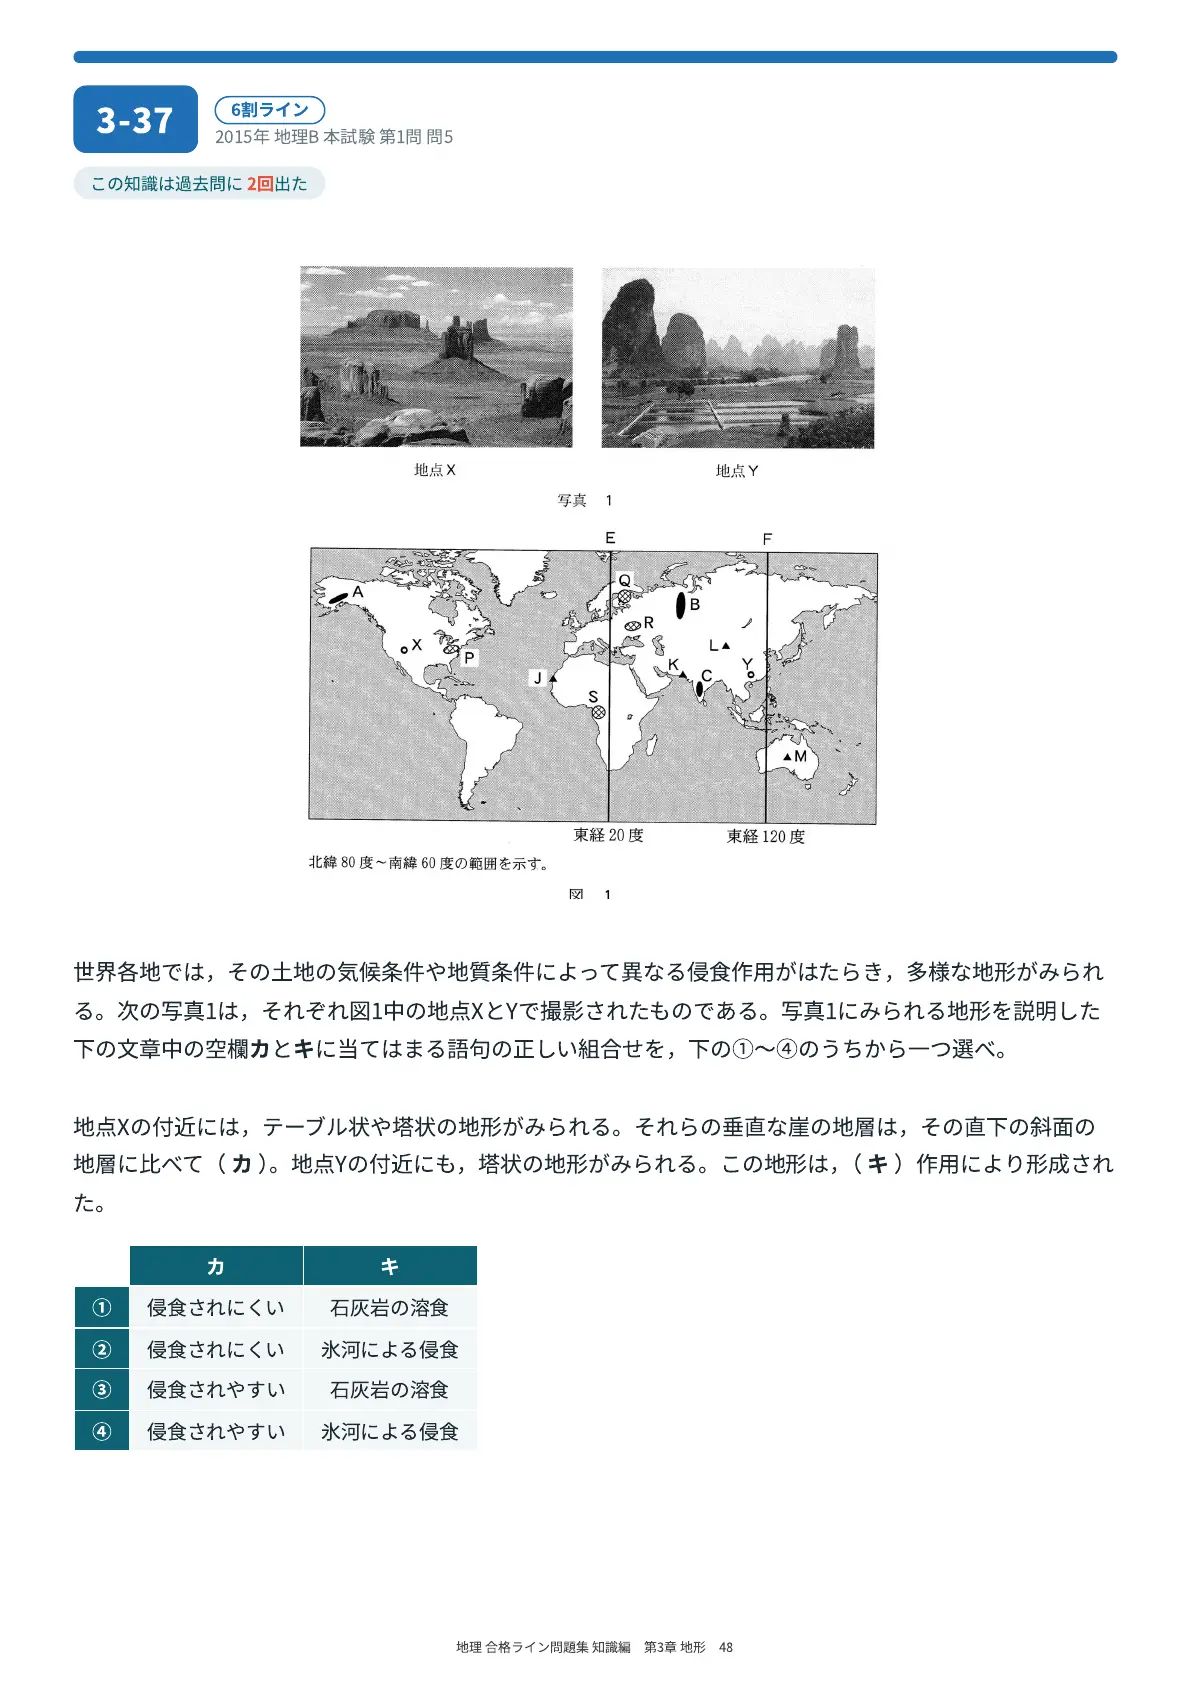 3-37
6割ライン
2015年 地理B 本試験 第1問 問5
この知識は過去問に 2回出た
地点X
地点Y
写真 1
E
F
A
Q
B
R
X
P
L
K
C
Y
J
S
M
東経 20 度
東経 120 度
北緯 80 度～南緯 60 度の範囲を示す。
図 1
世界各地では，その土地の気候条件や地質条件によって異なる侵食作用がはたらき，多様な地形がみられ
る。次の写真1は，それぞれ図1中の地点XとYで撮影されたものである。写真1にみられる地形を説明した
下の文章中の空欄カとキに当てはまる語句の正しい組合せを，下の①～④のうちから一つ選べ。
地点Xの付近には，テーブル状や塔状の地形がみられる。それらの垂直な崖の地層は，その直下の斜面の
地層に比べて（ カ ）。地点Yの付近にも，塔状の地形がみられる。この地形は，（ キ ）作用により形成され
た。
カ キ
① 侵食されにくい 石灰岩の溶食
② 侵食されにくい 氷河による侵食
③ 侵食されやすい 石灰岩の溶食
④ 侵食されやすい 氷河による侵食
地理 合格ライン問題集 知識編 第3章 地形 48